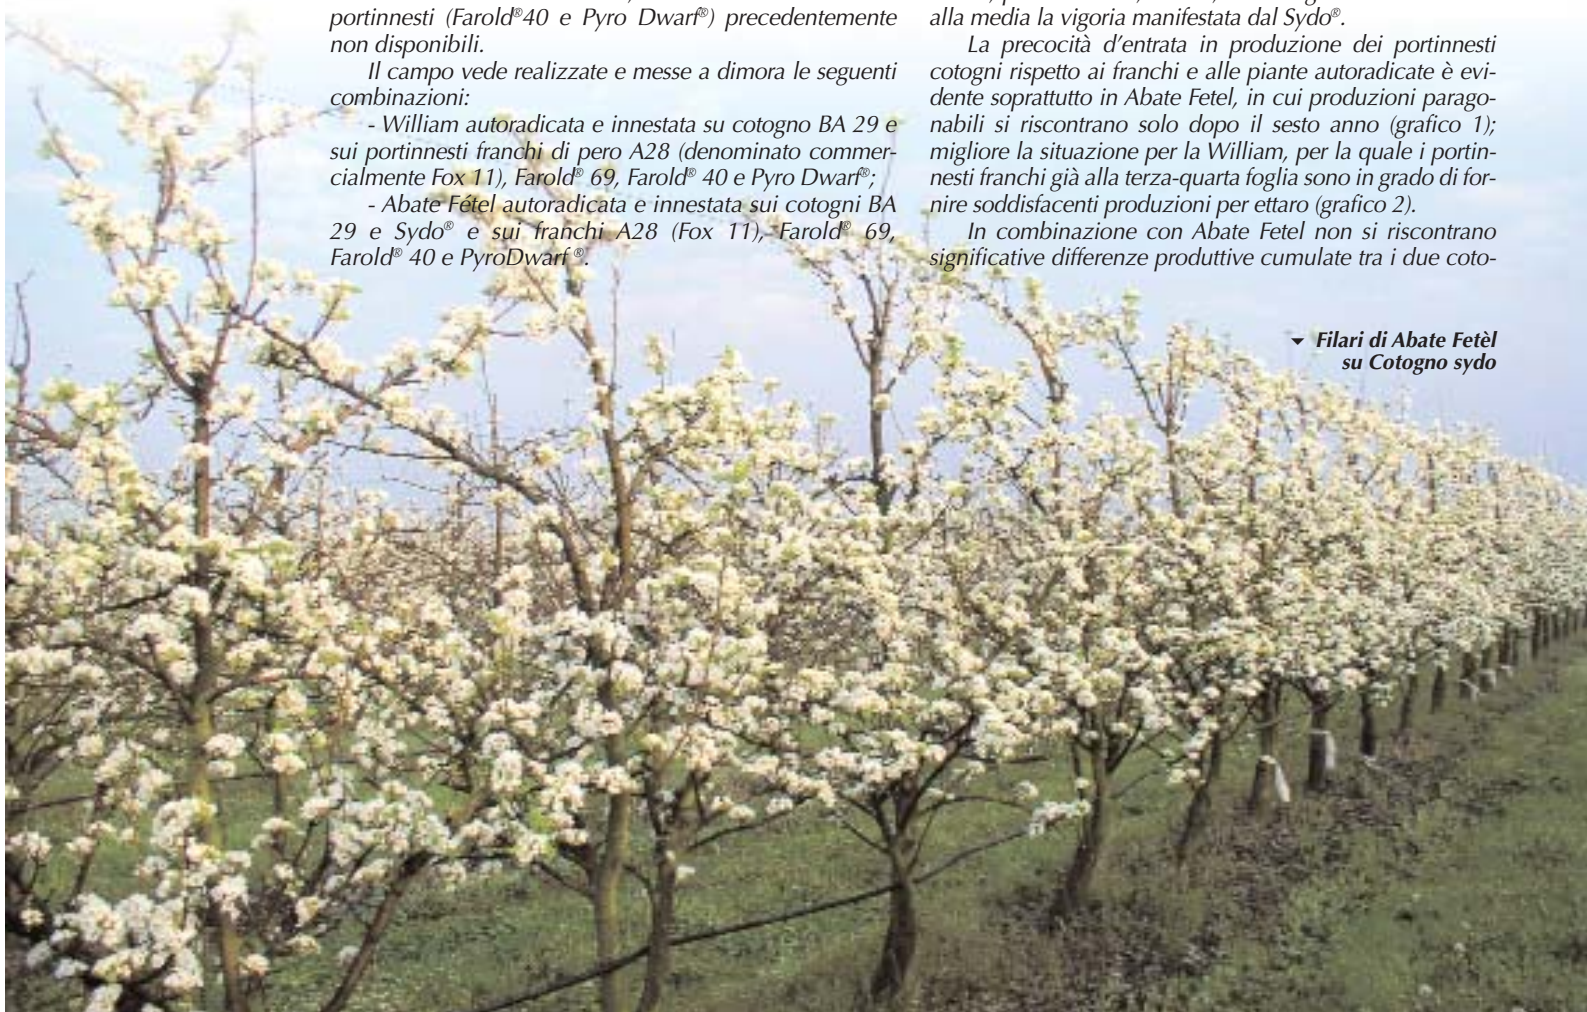 portinnesti (Farold®40 e Pyro Dwarf®) precedentemente
non disponibili.
Il campo vede realizzate e messe a dimora le seguenti
combinazioni:
- William autoradicata e innestata su cotogno BA 29 e
sui portinnesti franchi di pero A28 (denominato commer-
cialmente Fox 11), Farold® 69, Farold® 40 e Pyro Dwarf®;
- Abate Fétel autoradicata e innestata sui cotogni BA
29 e Sydo® e sui franchi A28 (Fox 11), Farold® 69,
Farold® 40 e PyroDwarf ®.
alla media la vigoria manifestata dal Sydo®.
La precocità d'entrata in produzione dei portinnesti
cotogni rispetto ai franchi e alle piante autoradicate è evi-
dente soprattutto in Abate Fetel, in cui produzioni parago-
nabili si riscontrano solo dopo il sesto anno (grafico 1);
migliore la situazione per la William, per la quale i portin-
nesti franchi già alla terza-quarta foglia sono in grado di for-
nire soddisfacenti produzioni per ettaro (grafico 2).
In combinazione con Abate Fetel non si riscontrano
significative differenze produttive cumulate tra i due coto-
Filari di Abate Fetèl
su Cotogno sydo